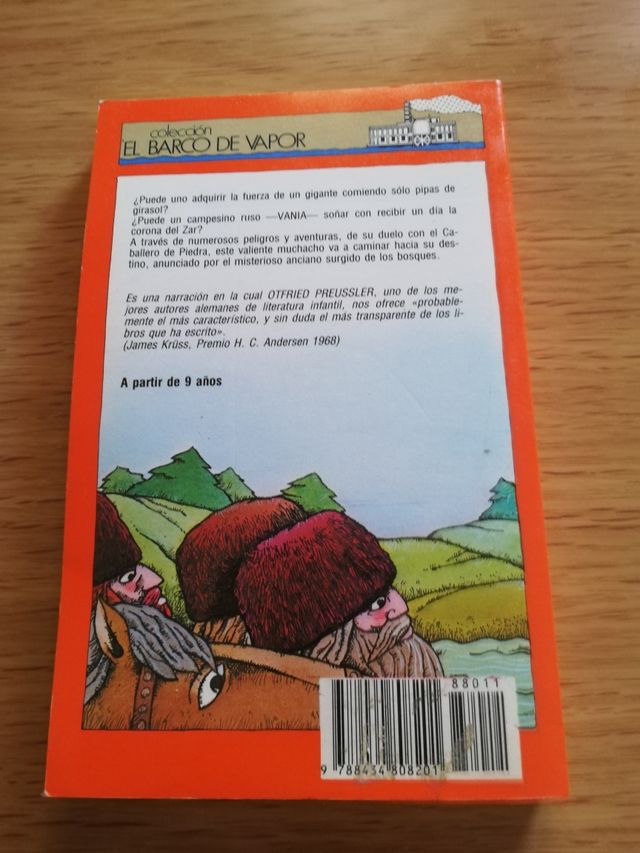 colección
EL BARCO DE VAPOR
¿Puede uno adquirir la fuerza de un gigante comiendo sólo pipas de
girasol?
¿Puede un campesino ruso —VANIA— soñar con recibir un día la
corona del Zar?
A través de numerosos peligros y aventuras, de su duelo con el Ca-
ballero de Piedra, este valiente muchacho va a caminar hacia su des-
tino, anunciado por el misterioso anciano surgido de los bosques.
Es una narración en la cual OTFRIED PREUSSLER, uno de los me-
jores autores alemanes de literatura infantil, nos ofrece «probable-
mente el más característico, y sin duda el más transparente de los li-
bros que ha escrito».
(James Krüss, Premio H. C. Andersen 1968)
A partir de 9 años
88011
9 788434 808201